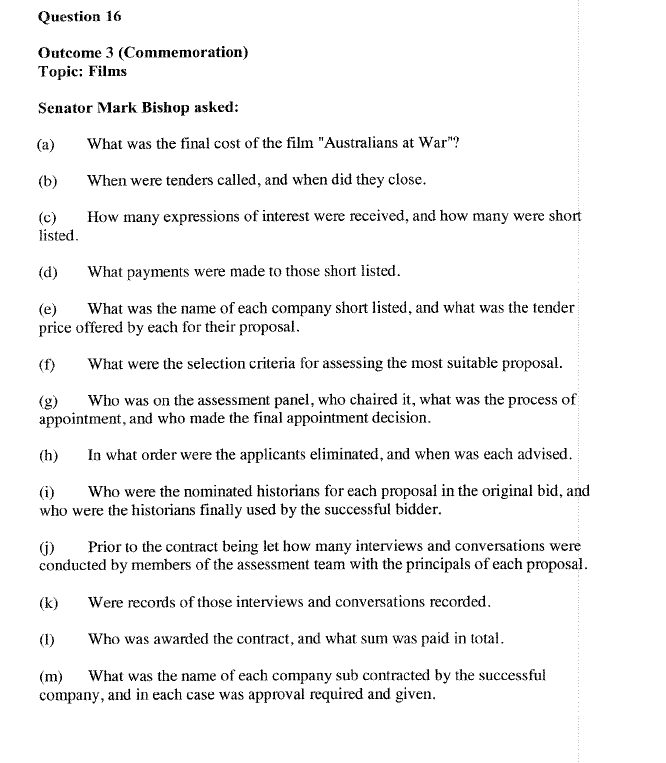 Question 16
Outcome 3 (Commemoration)
Topic: Films
Senator Mark Bishop asked:
(a) What was the final cost of the film "Australians at War"?
(b) When were tenders called, and when did they close.
(c) How many expressions of interest were received, and how many were short
listed.
(d) What payments were made to those short listed.
(e) What was the name of each company short listed, and what was the tender
price offered by each for their proposal.
(f) What were the selection criteria for assessing the most suitable proposal.
(g) Who was on the assessment panel, who chaired it, what was the process of
appointment, and who made the final appointment decision.
(h) In what order were the applicants eliminated, and when was each advised.
(i) Who were the nominated historians for each proposal in the original bid, and
who were the historians finally used by the successful bidder.
(j) Prior to the contract being let how many interviews and conversations were
conducted by members of the assessment team with the principals of each proposal.
(k) Were records of those interviews and conversations recorded.
(l) Who was awarded the contract, and what sum was paid in total.
(m) What was the name of each company sub contracted by the successful
company, and in each case was approval required and given.